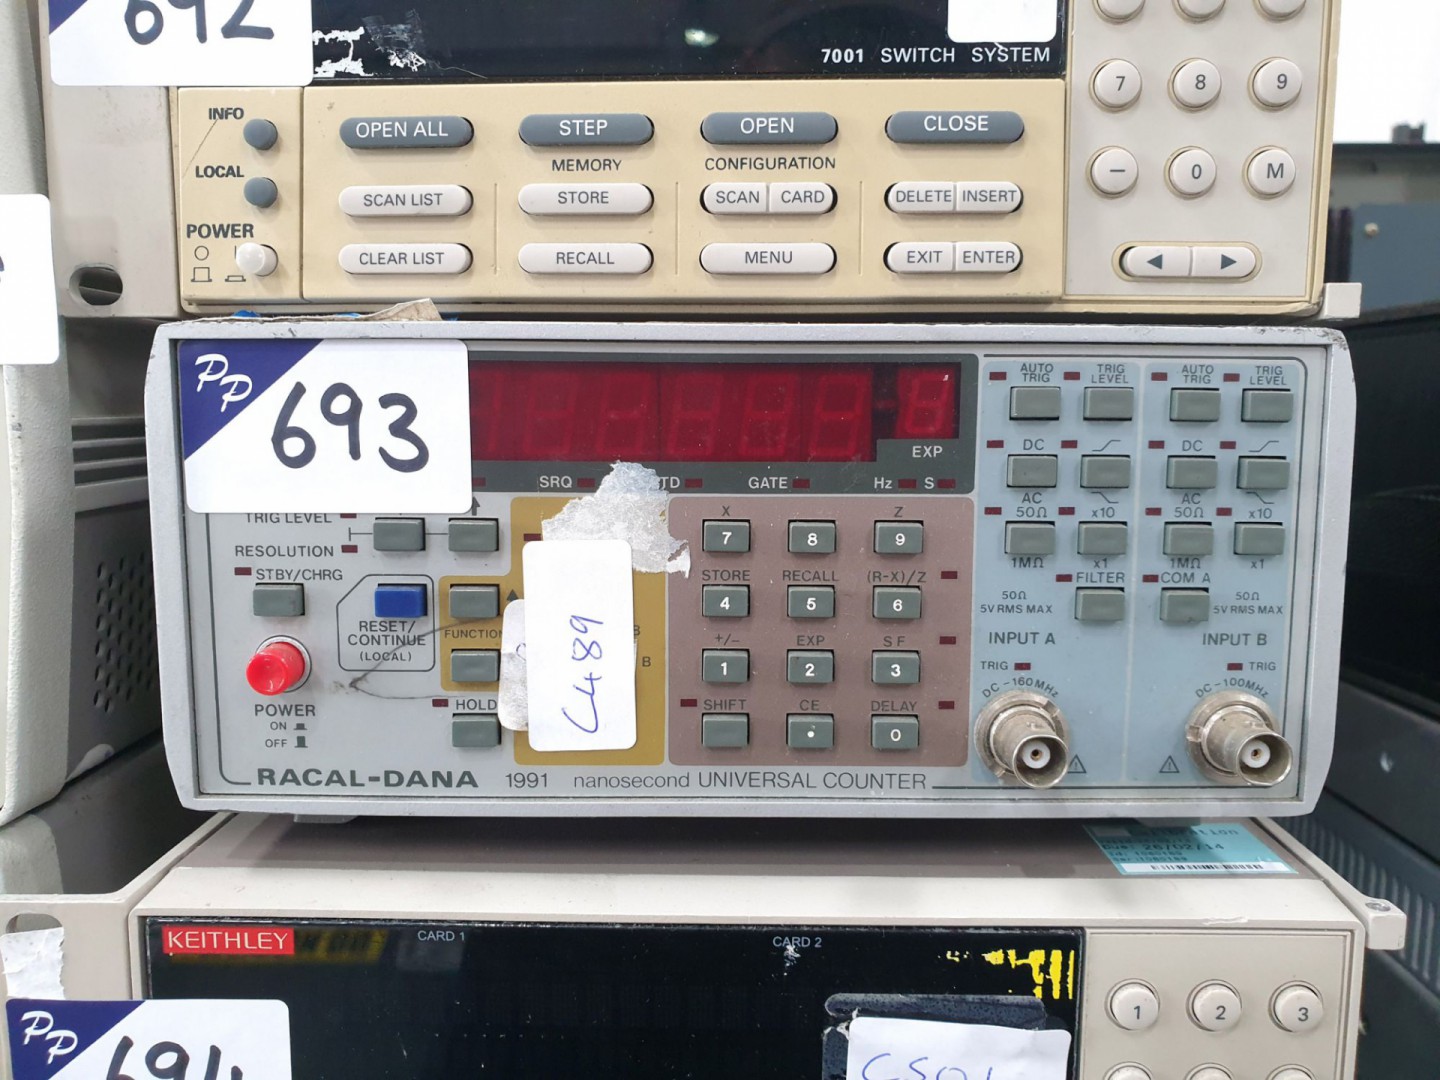 692
7001 SWITCH SYSTEM
INFO
LOCAL
POWER
OPEN ALL
STEP
OPEN
CLOSE
MEMORY
CONFIGURATION
SCAN LIST
STORE
SCAN
CARD
DELETE
INSERT
CLEAR LIST
RECALL
MENU
EXIT
ENTER
7
8
9
−
0
M
PP
693
EXP
SRQ
GATE
Hz
S
TRIG LEVEL
RESOLUTION
STBY/CHRG
RESET/
CONTINUE
(LOCAL)
FUNCTION
HOLD
POWER
ON
OFF
B
B
C489
X
Z
7
8
9
STORE
RECALL
(R-X)/Z
4
5
6
+/−
EXP
SF
1
2
3
SHIFT
CE
DELAY
•
0
AUTO
TRIG
TRIG
LEVEL
AUTO
TRIG
TRIG
LEVEL
DC
DC
AC
AC
50Ω
x10
50Ω
x10
1MΩ
x1
1MΩ
x1
FILTER
COM A
50Ω
5V RMS MAX
50Ω
5V RMS MAX
INPUT A
INPUT B
TRIG
TRIG
DC-160MHz
DC-100MHz
RACAL-DANA 1991 nanosecond UNIVERSAL COUNTER
26/02/14
KEITHLEY
CARD 1
CARD 2
1
2
3
PP
694